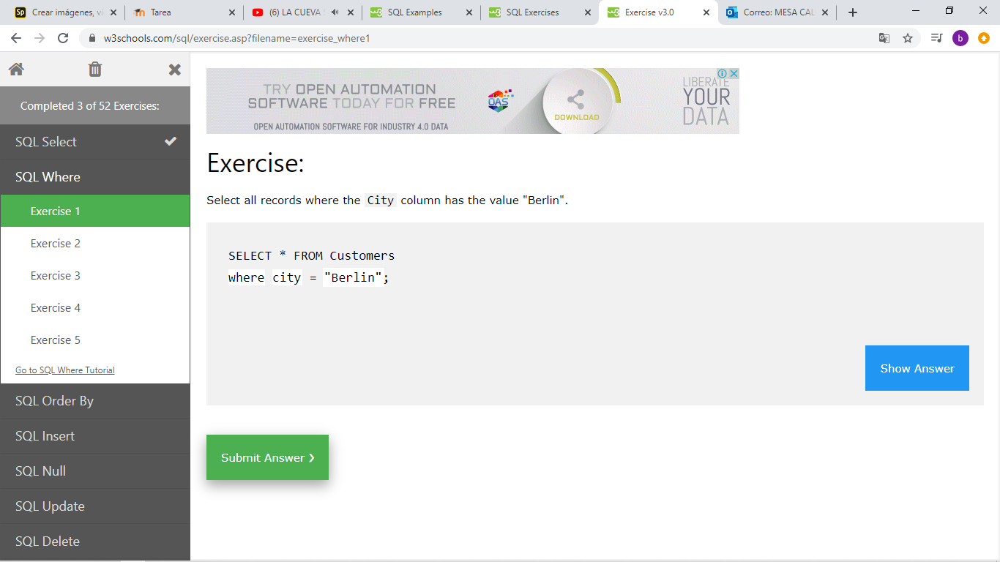 Crear imágenes, ví
Tarea
(6) LA CUEVA
SQL Examples
SQL Exercises
Exercise v3.0
Correo: MESA CAL
w3schools.com/sql/exercise.asp?filename=exercise_where1
b
Completed 3 of 52 Exercises:
SQL Select
SQL Where
Exercise 1
Exercise 2
Exercise 3
Exercise 4
Exercise 5
Go to SQL Where Tutorial
SQL Order By
SQL Insert
SQL Null
SQL Update
SQL Delete
TRY OPEN AUTOMATION
SOFTWARE TODAY FOR FREE
OPEN AUTOMATION SOFTWARE FOR INDUSTRY 4.0 DATA
OAS
DOWNLOAD
LIBERATE
YOUR
DATA
Exercise:
Select all records where the City column has the value "Berlin".
SELECT * FROM Customers
where city = "Berlin";
Show Answer
Submit Answer ❯